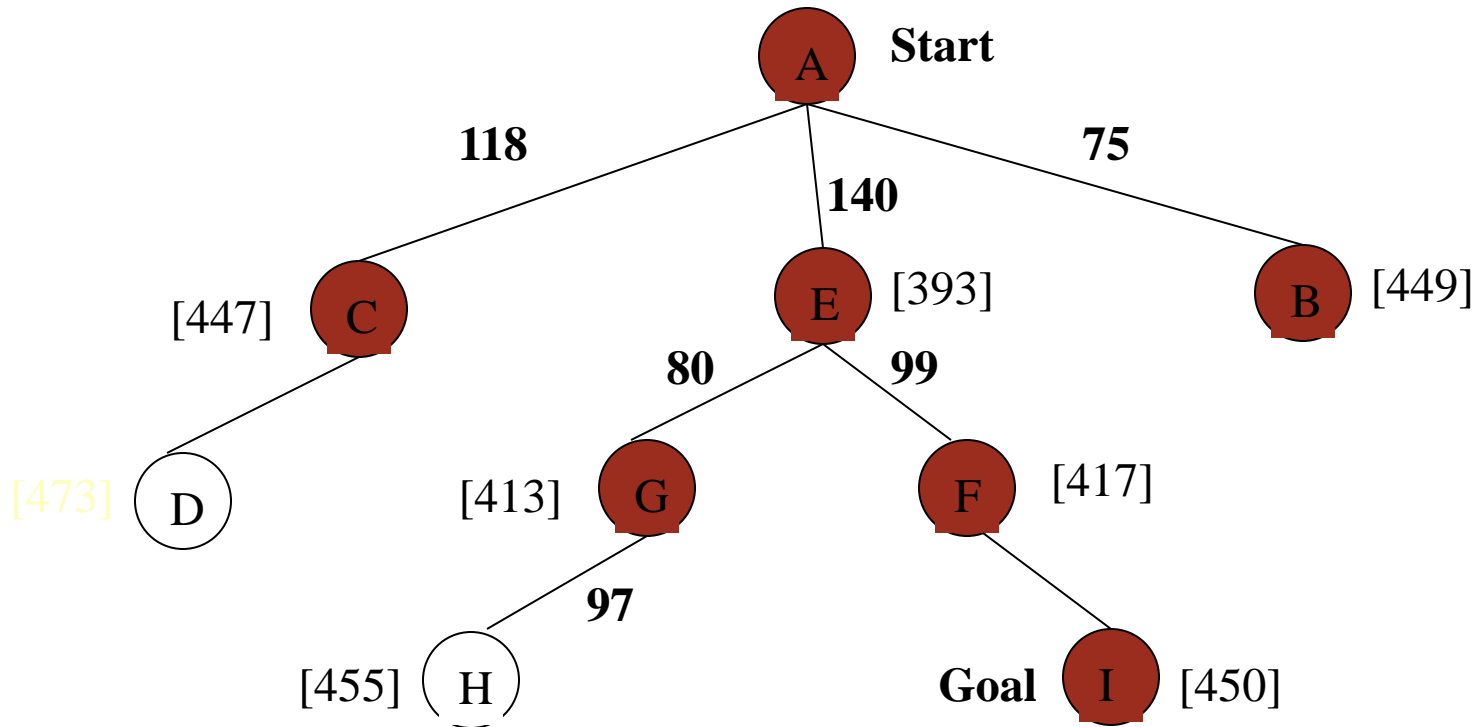 A Start
118
75
140
[447] C
E [393]
B [449]
80
99
[473] D
[413] G
F [417]
97
[455] H
Goal I [450]